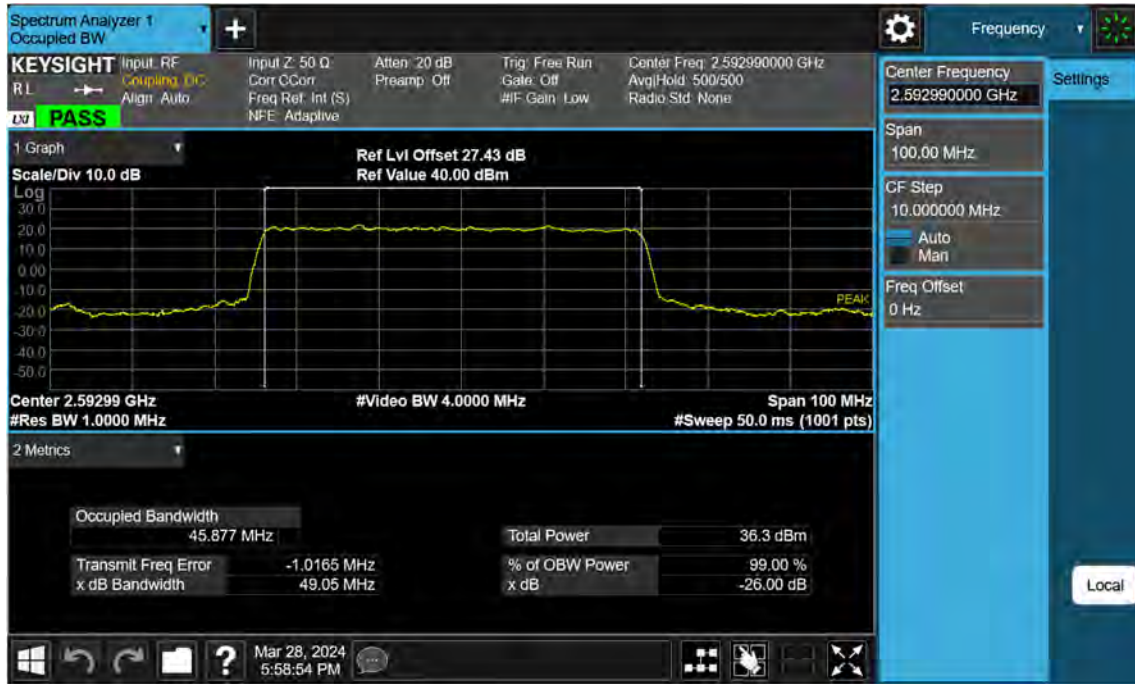 Spectrum Analyzer 1
Occupied BW
+
Frequency
KEYSIGHT
R L
LXI PASS
Input: RF
Coupling: DC
Align: Auto
Input Z: 50 Ω
Corr CCorr
Freq Ref: Int (S)
NFE: Adaptive
Atten: 20 dB
Preamp: Off
Trig: Free Run
Gate: Off
#IF Gain: Low
Center Freq: 2.592990000 GHz
Avg|Hold: 500/500
Radio Std: None
Center Frequency
2.592990000 GHz
Settings
Span
100.00 MHz
CF Step
10.000000 MHz
Auto
Man
Freq Offset
0 Hz
1 Graph
Scale/Div 10.0 dB
Ref Lvl Offset 27.43 dB
Ref Value 40.00 dBm
Log
30.0
20.0
10.0
0.00
-10.0
-20.0
-30.0
-40.0
-50.0
PEAK
Center 2.59299 GHz
#Res BW 1.0000 MHz
#Video BW 4.0000 MHz
Span 100 MHz
#Sweep 50.0 ms (1001 pts)
2 Metrics
Occupied Bandwidth
45.877 MHz
Total Power 36.3 dBm
Transmit Freq Error -1.0165 MHz
% of OBW Power 99.00 %
x dB Bandwidth 49.05 MHz
x dB -26.00 dB
Local
?
Mar 28, 2024
5:58:54 PM